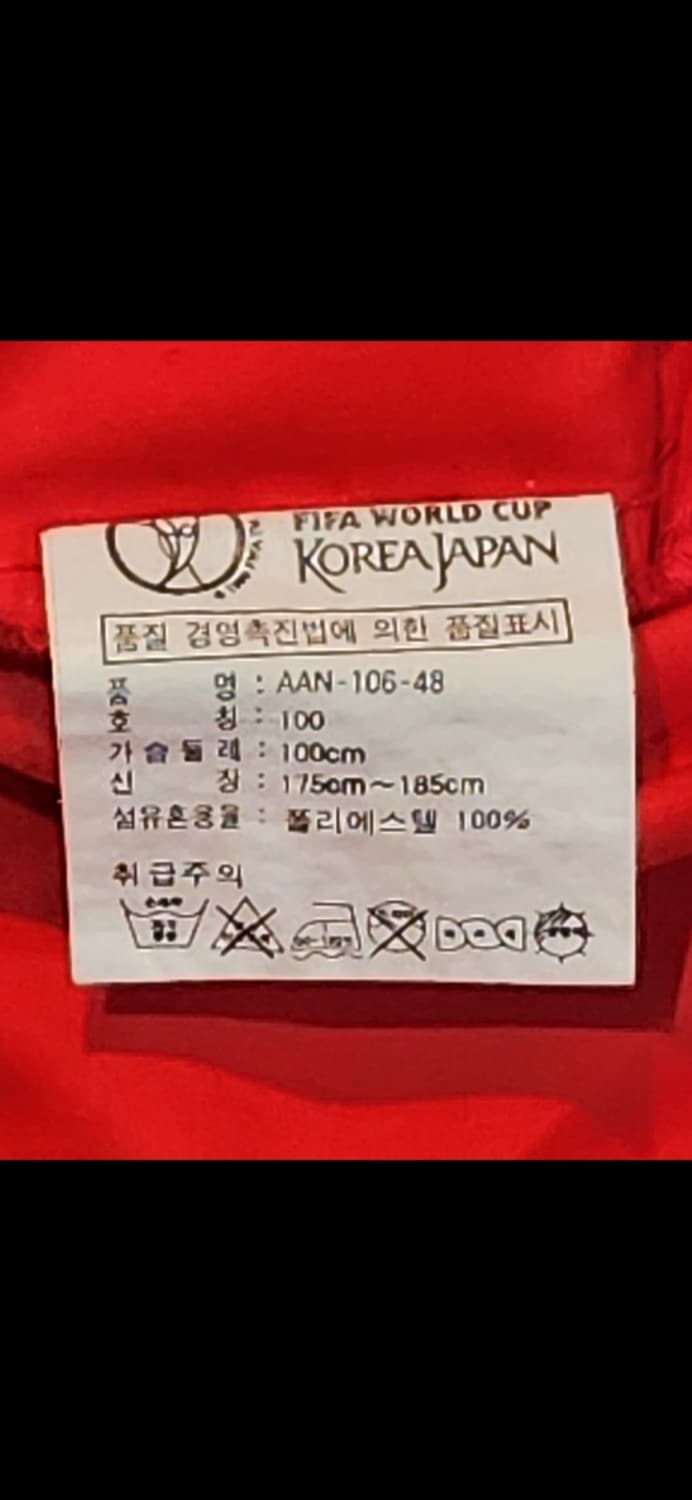 FIFA WORLD CUP
KOREA JAPAN
품질 경영촉진법에 의한 품질표시
품 명 : AAN-106-48
호 칭 : 100
가슴둘레 : 100cm
신 장 : 175cm~185cm
섬유혼용율 : 폴리에스텔 100%
취급주의